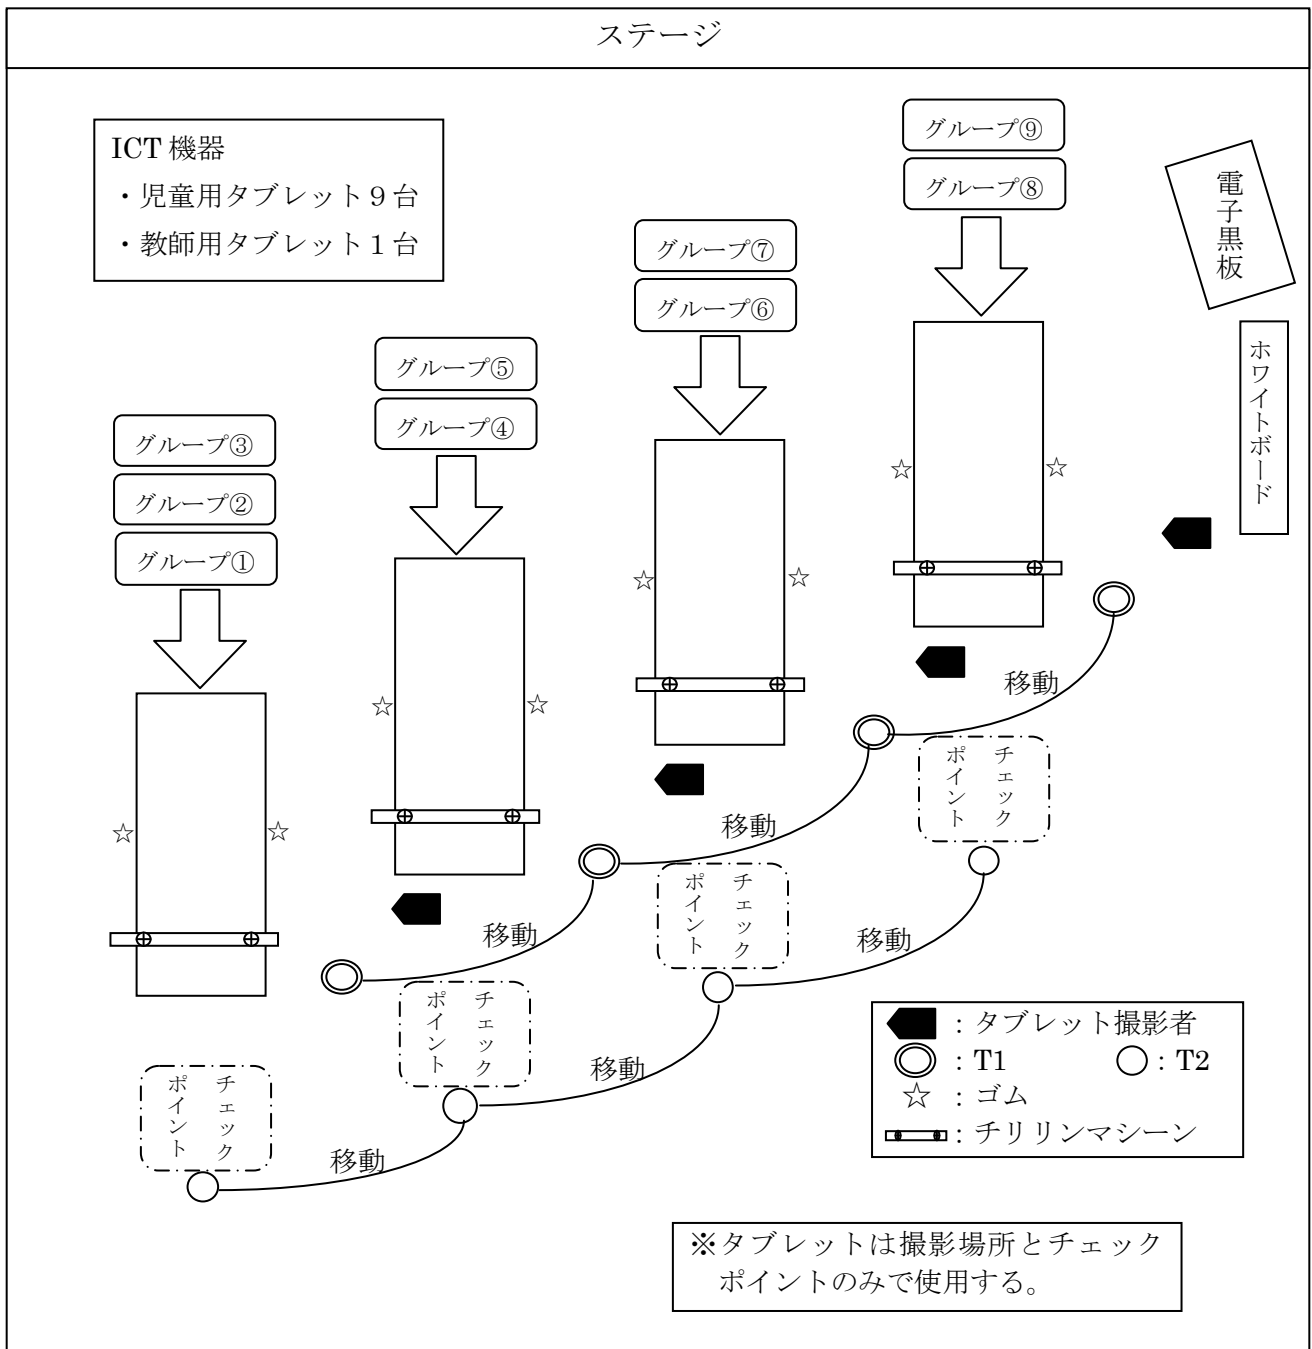 ステージ
ICT 機器
・児童用タブレット９台
・教師用タブレット１台
グループ⑨
グループ⑧
電子黒板
グループ⑦
グループ⑥
ホワイトボード
グループ⑤
グループ④
グループ③
グループ②
グループ①
☆
☆
☆
☆
☆
☆
☆
☆
移動
移動
移動
チェック
ポイント
チェック
ポイント
チェック
ポイント
チェック
ポイント
移動
移動
移動
：タブレット撮影者
：T1
：T2
☆：ゴム
：チリリンマシーン
※タブレットは撮影場所とチェック
ポイントのみで使用する。